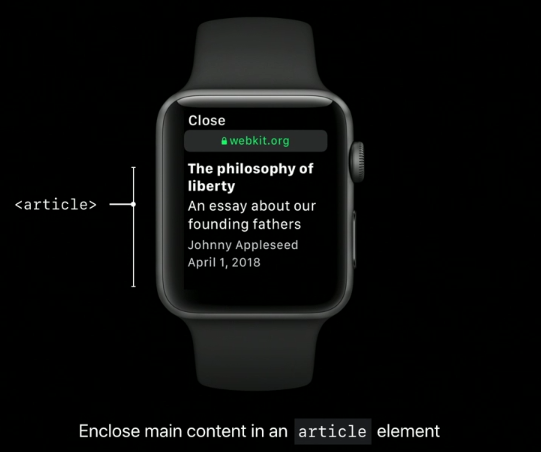 Close
webkit.org
The philosophy of
liberty
<article>
An essay about our
founding fathers
Johnny Appleseed
April 1, 2018
Enclose main content in an article element